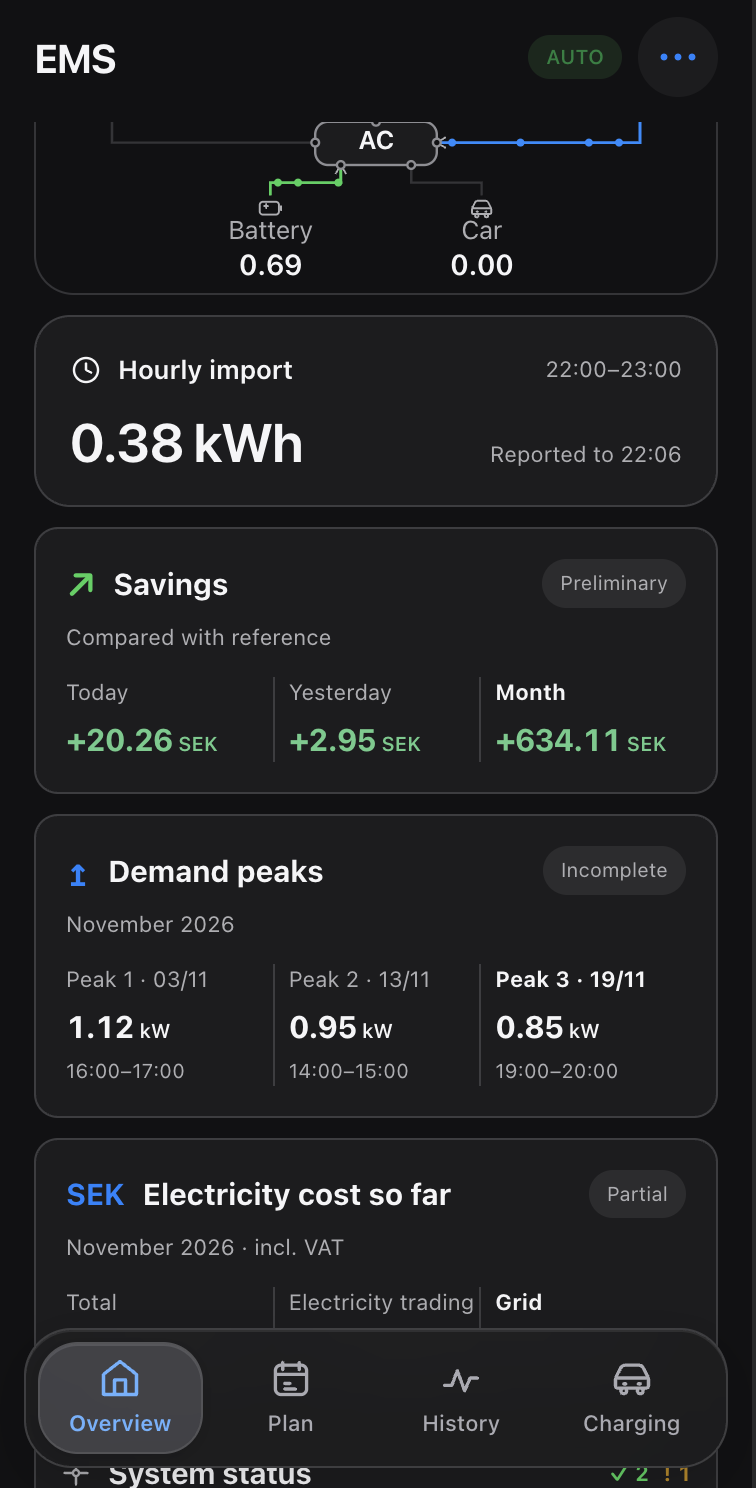 EMS
AUTO
AC
Battery
Car
0.69
0.00
Hourly import
22:00–23:00
0.38 kWh
Reported to 22:06
Savings
Preliminary
Compared with reference
Today
Yesterday
Month
+20.26 SEK
+2.95 SEK
+634.11 SEK
Demand peaks
Incomplete
November 2026
Peak 1 · 03/11
Peak 2 · 13/11
Peak 3 · 19/11
1.12 kW
0.95 kW
0.85 kW
16:00–17:00
14:00–15:00
19:00–20:00
SEK Electricity cost so far
Partial
November 2026 · incl. VAT
Total
Electricity trading
Grid
Overview
Plan
History
Charging
System status
2 ! 1